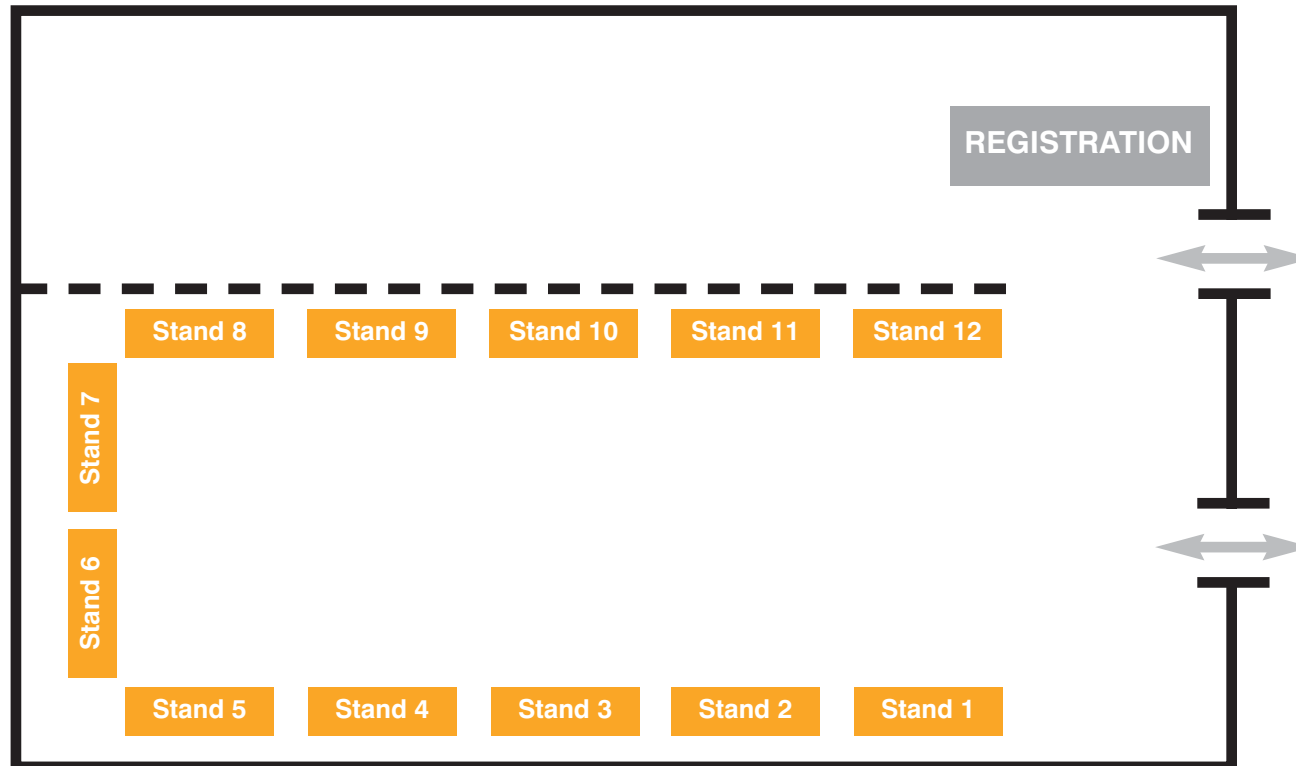 REGISTRATION
Stand 8
Stand 9
Stand 10
Stand 11
Stand 12
Stand 7
Stand 6
Stand 5
Stand 4
Stand 3
Stand 2
Stand 1